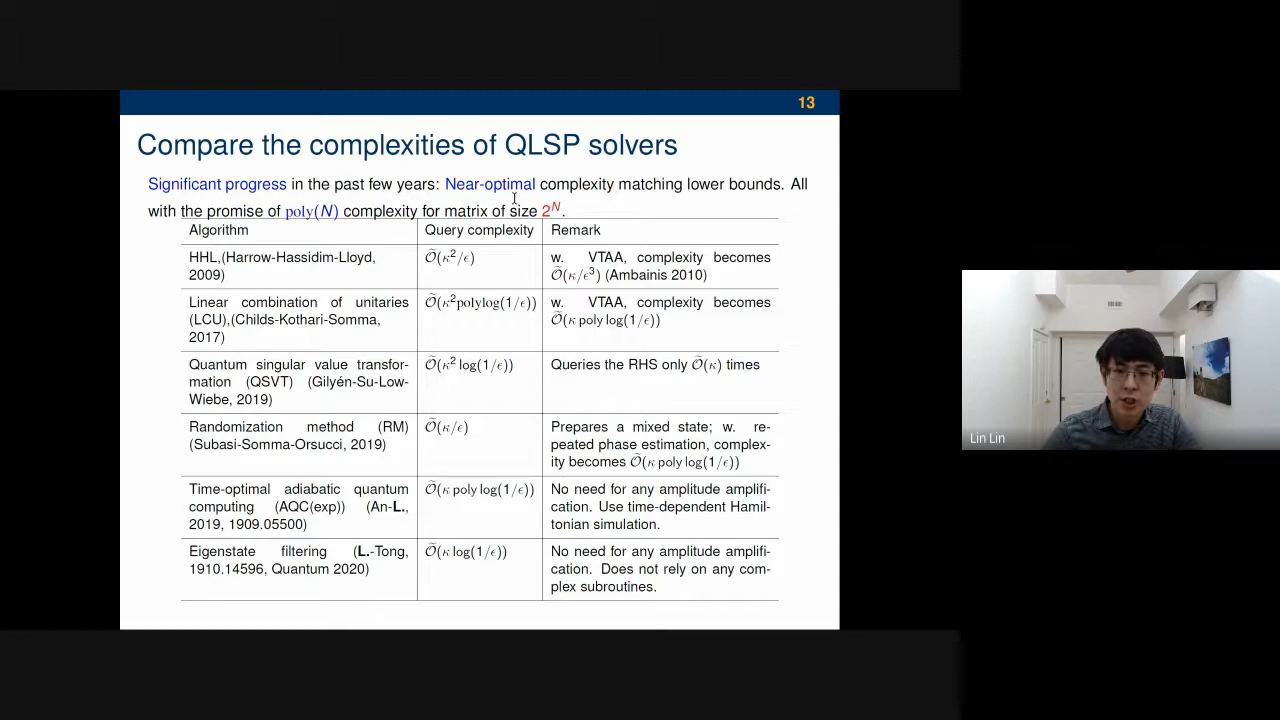 13
Compare the complexities of QLSP solvers
Significant progress in the past few years: Near-optimal complexity matching lower bounds. All
with the promise of poly(N) complexity for matrix of size 2^N.
Algorithm Query complexity Remark
HHL,(Harrow-Hassidim-Lloyd, Õ(κ²/ϵ) w. VTAA, complexity becomes
2009) Õ(κ/ϵ³) (Ambainis 2010)
Linear combination of unitaries Õ(κ²polylog(1/ϵ)) w. VTAA, complexity becomes
(LCU),(Childs-Kothari-Somma, Õ(κ poly log(1/ϵ))
2017)
Quantum singular value transfor- Õ(κ² log(1/ϵ)) Queries the RHS only Õ(κ) times
mation (QSVT) (Gilyén-Su-Low-
Wiebe, 2019)
Randomization method (RM) Õ(κ/ϵ) Prepares a mixed state; w. re-
(Subasi-Somma-Orsucci, 2019) peated phase estimation, complex-
ity becomes Õ(κ poly log(1/ϵ))
Time-optimal adiabatic quantum Õ(κ poly log(1/ϵ)) No need for any amplitude amplifi-
computing (AQC(exp)) (An-L., cation. Use time-dependent Hamil-
2019, 1909.05500) tonian simulation.
Eigenstate filtering (L.-Tong, Õ(κ log(1/ϵ)) No need for any amplitude amplifi-
1910.14596, Quantum 2020) cation. Does not rely on any com-
plex subroutines.
Lin Lin